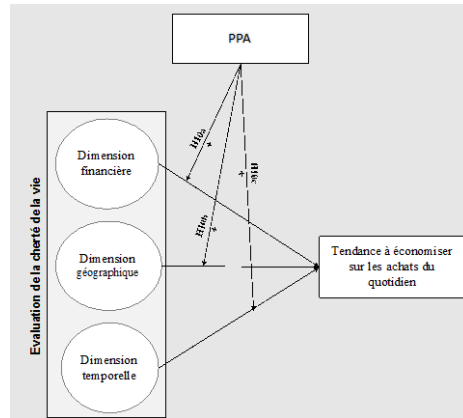 PPA
Evaluation de la cherté de la vie
Dimension
financière
Dimension
géographique
Dimension
temporelle
H10a
+
H10b
+
H10c
+
Tendance à économiser
sur les achats du
quotidien